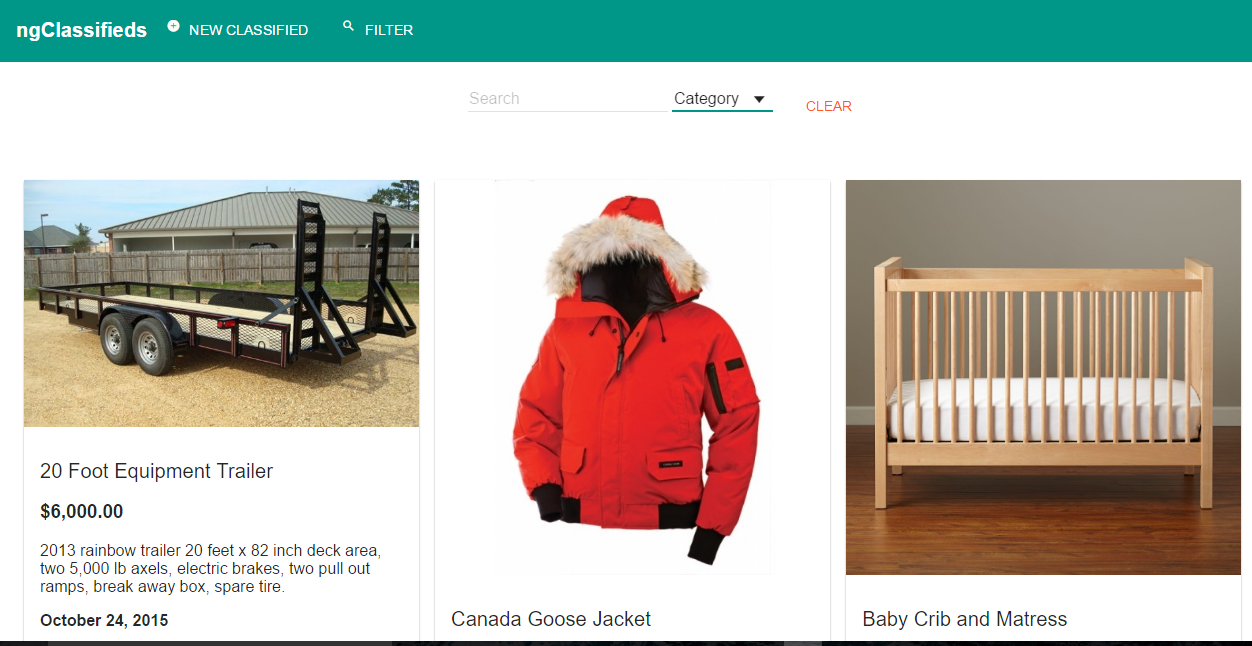 ngClassifieds NEW CLASSIFIED FILTER
Search Category CLEAR
20 Foot Equipment Trailer
$6,000.00
2013 rainbow trailer 20 feet x 82 inch deck area,
two 5,000 lb axels, electric brakes, two pull out
ramps, break away box, spare tire.
October 24, 2015
Canada Goose Jacket
Baby Crib and Matress